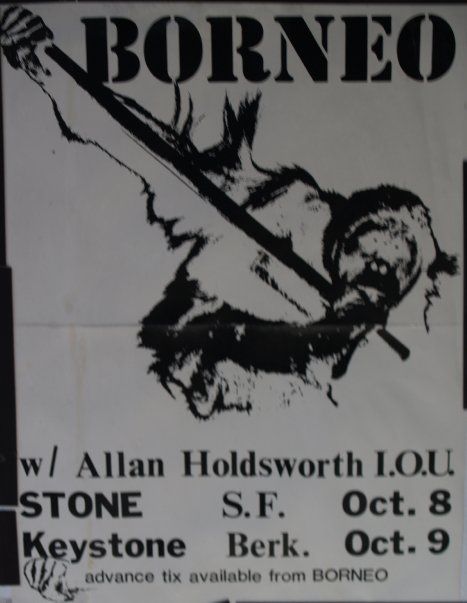 BORNEO
w/ Allan Holdsworth I.O.U.
STONE S.F. Oct. 8
Keystone Berk. Oct. 9
advance tix available from BORNEO